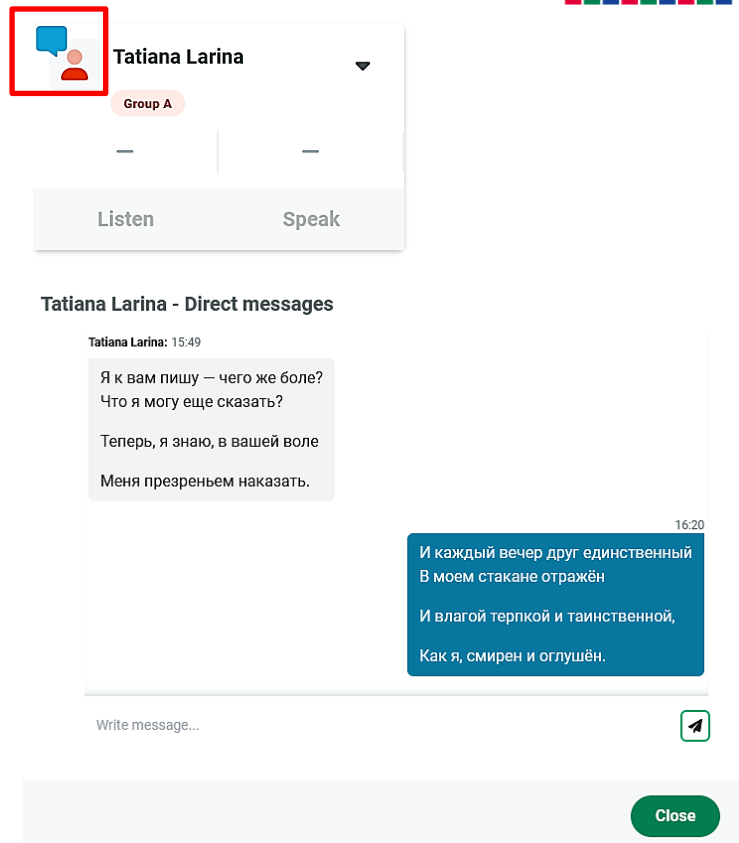 Tatiana Larina
Group A
—
—
Listen
Speak
Tatiana Larina - Direct messages
Tatiana Larina: 15:49
Я к вам пишу — чего же боле?
Что я могу еще сказать?
Теперь, я знаю, в вашей воле
Меня презреньем наказать.
16:20
И каждый вечер друг единственный
В моем стакане отражён
И влагой терпкой и таинственной,
Как я, смирен и оглушён.
Write message...
Close